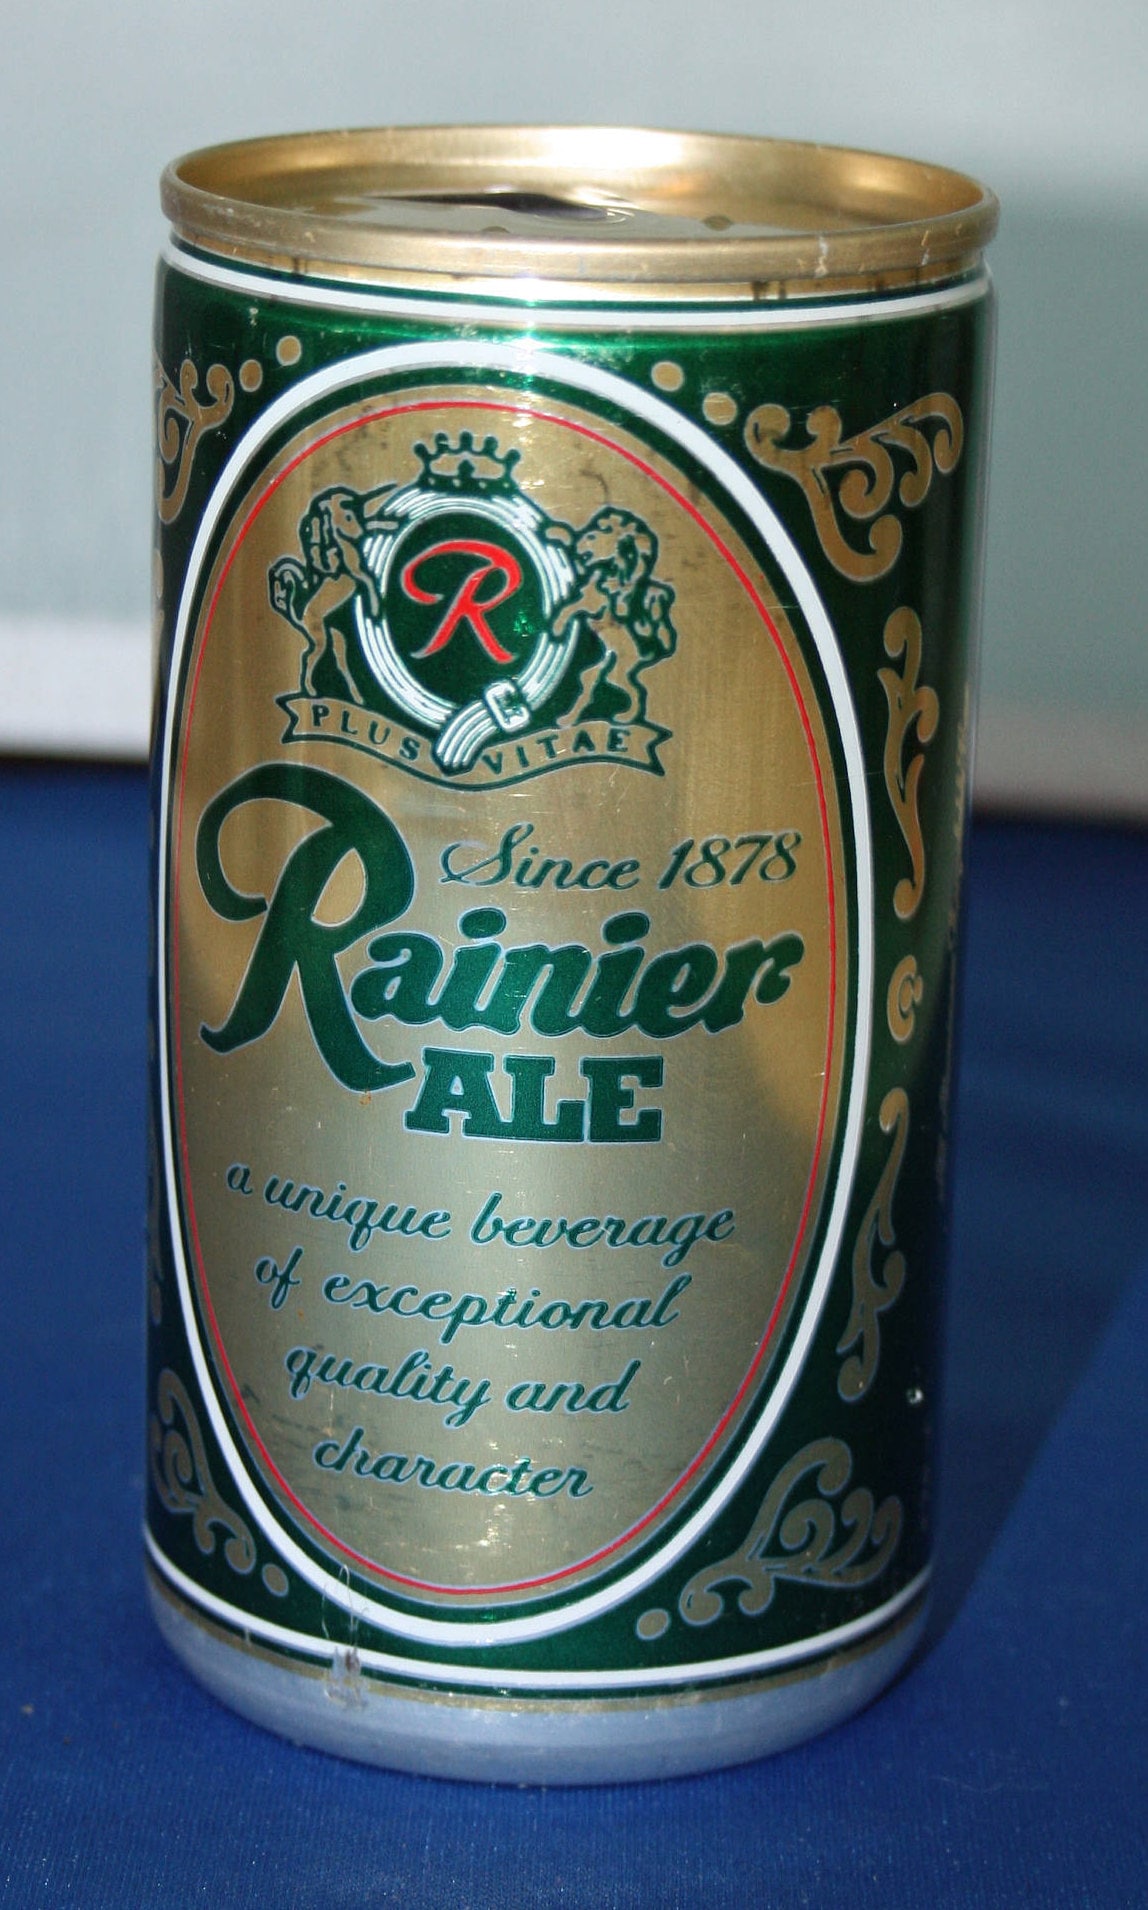 R
PLUS VITAE
Since 1878
Rainier
ALE
a unique beverage
of exceptional
quality and
character